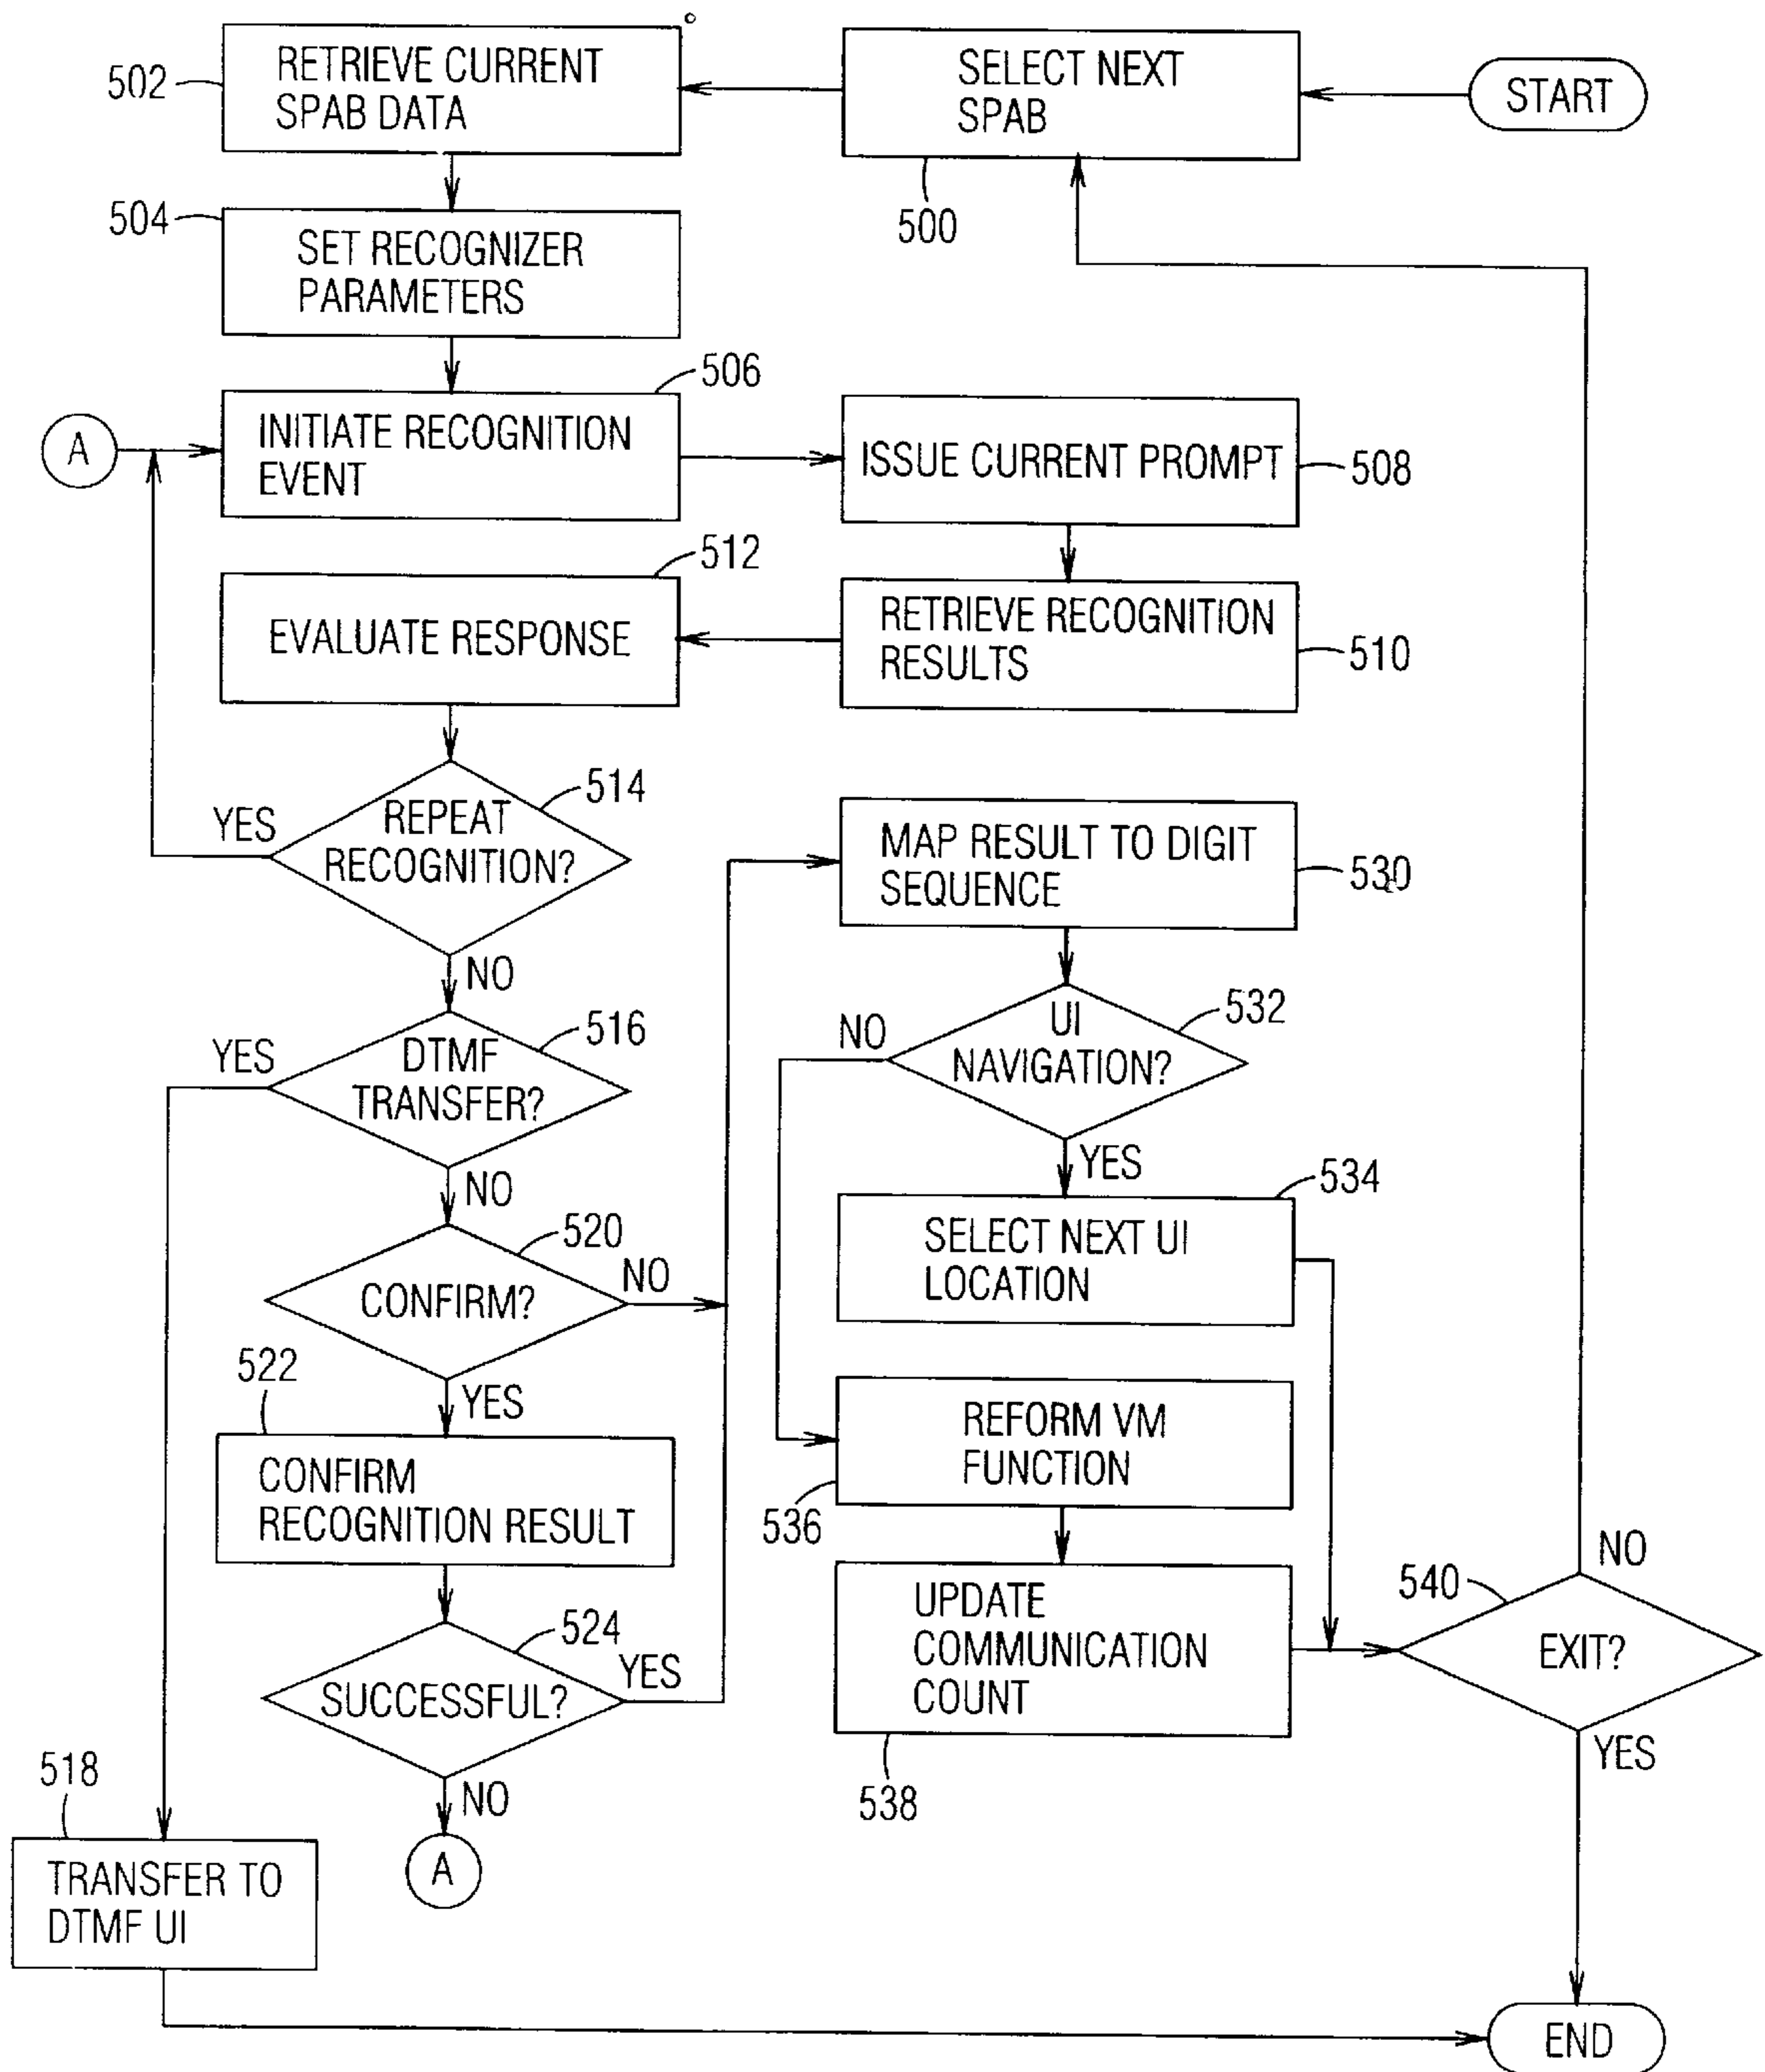 START
SELECT NEXT
SPAB
500
RETRIEVE CURRENT
SPAB DATA
502
504
SET RECOGNIZER
PARAMETERS
506
A
INITIATE RECOGNITION
EVENT
ISSUE CURRENT PROMPT
508
512
EVALUATE RESPONSE
RETRIEVE RECOGNITION
RESULTS
510
514
YES
REPEAT
RECOGNITION?
NO
516
YES
DTMF
TRANSFER?
NO
520
CONFIRM?
NO
YES
522
CONFIRM
RECOGNITION RESULT
524
SUCCESSFUL?
YES
NO
A
518
TRANSFER TO
DTMF UI
MAP RESULT TO DIGIT
SEQUENCE
530
532
NO
UI
NAVIGATION?
YES
534
SELECT NEXT UI
LOCATION
REFORM VM
FUNCTION
536
UPDATE
COMMUNICATION
COUNT
538
540
NO
EXIT?
YES
END